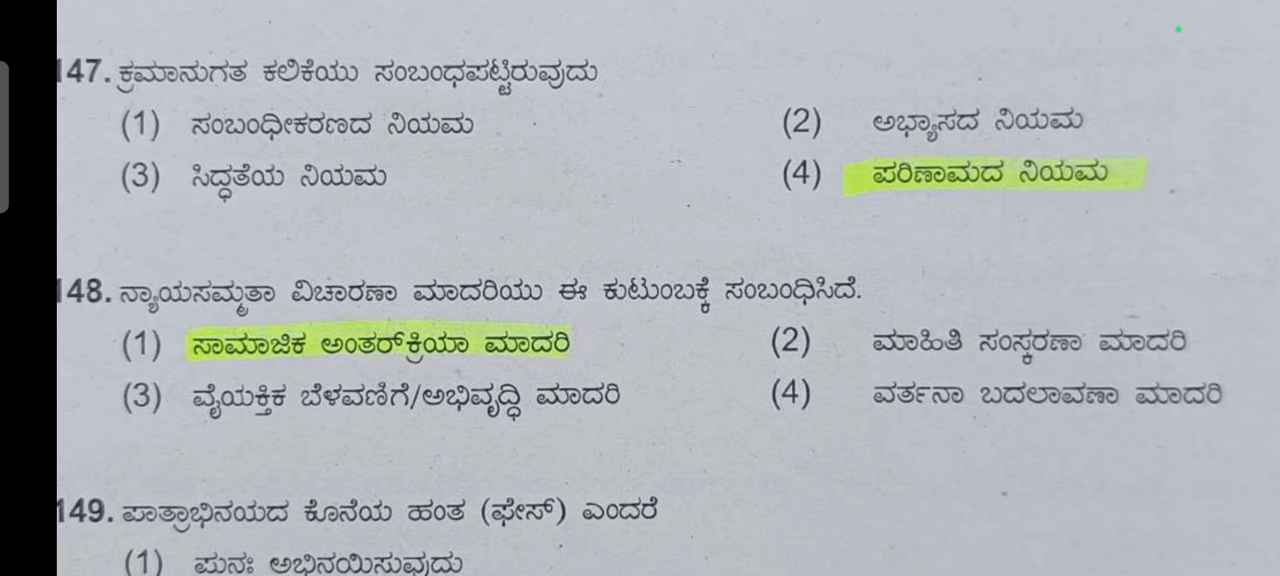 147. ಕ್ರಮಾನುಗತ ಕಲಿಕೆಯು ಸಂಬಂಧಪಟ್ಟಿರುವುದು
(1) ಸಂಬಂಧೀಕರಣದ ನಿಯಮ (2) ಅಭ್ಯಾಸದ ನಿಯಮ
(3) ಸಿದ್ಧತೆಯ ನಿಯಮ (4) ಪರಿಣಾಮದ ನಿಯಮ
148. ನ್ಯಾಯಸಮ್ಮತಾ ವಿಚಾರಣಾ ಮಾದರಿಯು ಈ ಕುಟುಂಬಕ್ಕೆ ಸಂಬಂಧಿಸಿದೆ.
(1) ಸಾಮಾಜಿಕ ಅಂತರ್‌ಕ್ರಿಯಾ ಮಾದರಿ (2) ಮಾಹಿತಿ ಸಂಸ್ಕರಣಾ ಮಾದರಿ
(3) ವೈಯಕ್ತಿಕ ಬೆಳವಣಿಗೆ/ಅಭಿವೃದ್ಧಿ ಮಾದರಿ (4) ವರ್ತನಾ ಬದಲಾವಣಾ ಮಾದರಿ
149. ಪಾತ್ರಾಭಿನಯದ ಕೊನೆಯ ಹಂತ (ಫೇಸ್) ಎಂದರೆ
(1) ಪುನಃ ಅಭಿನಯಿಸುವುದು